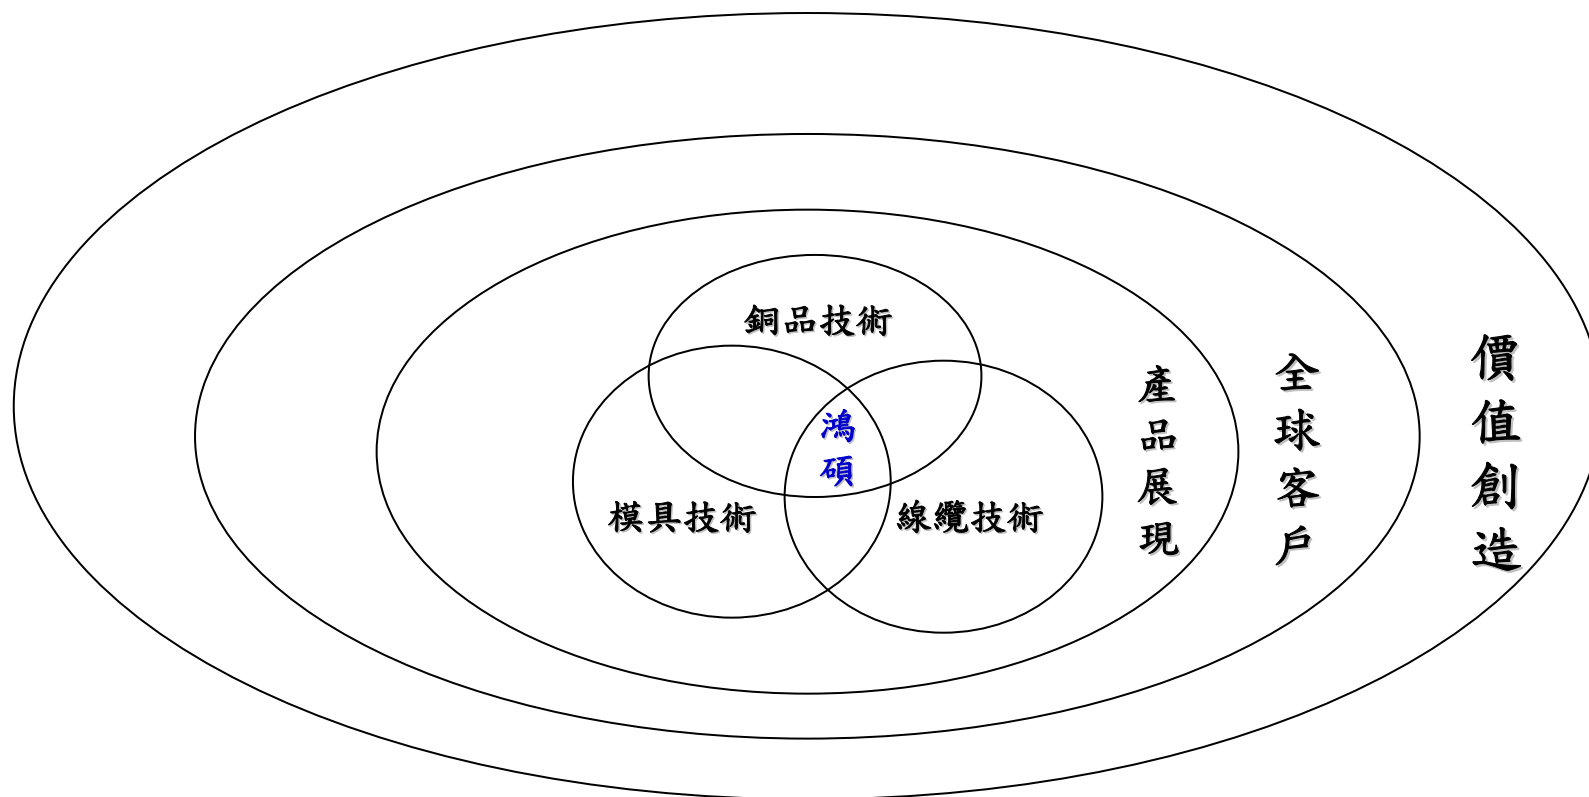 銅品技術
鴻碩
模具技術
線纜技術
產品展現
全球客戶
價值創造